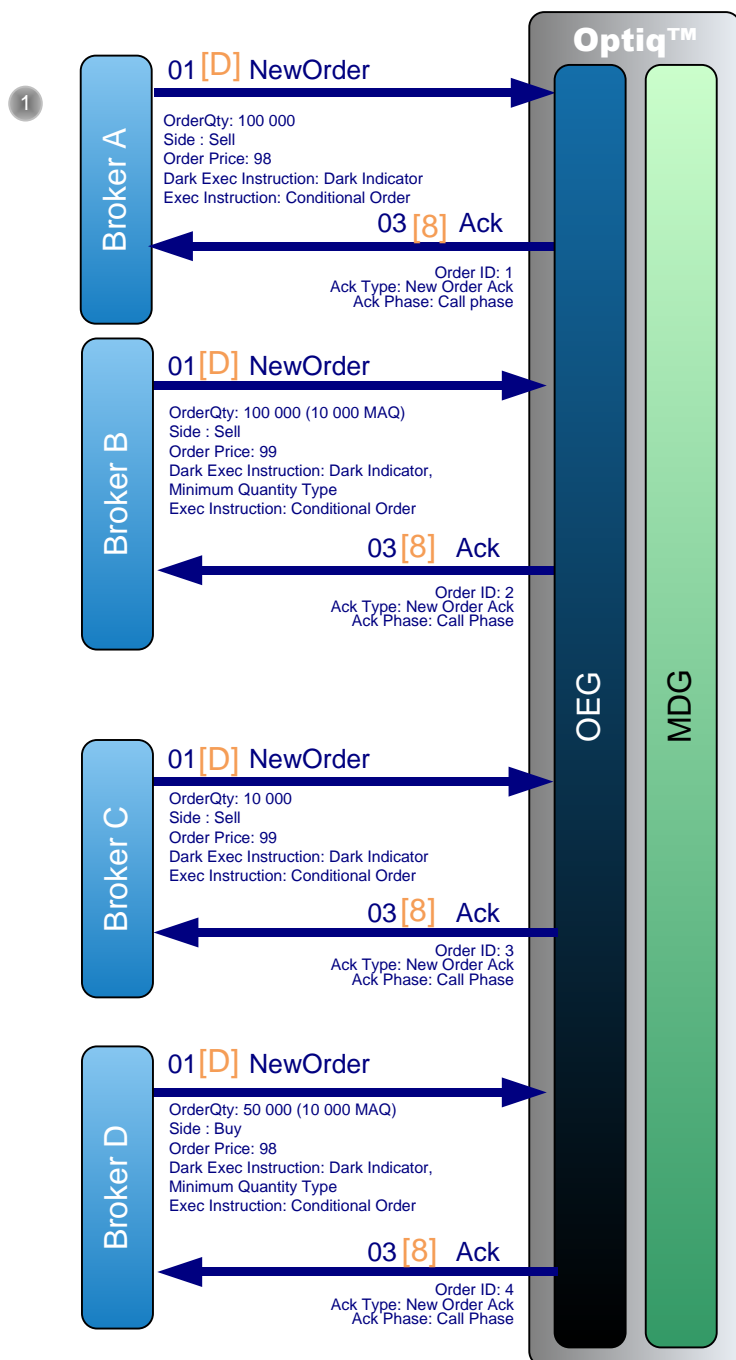 Optiq™
1
Broker A
01 [D] NewOrder
OrderQty: 100 000
Side : Sell
Order Price: 98
Dark Exec Instruction: Dark Indicator
Exec Instruction: Conditional Order
03 [8] Ack
Order ID: 1
Ack Type: New Order Ack
Ack Phase: Call phase
Broker B
01 [D] NewOrder
OrderQty: 100 000 (10 000 MAQ)
Side : Sell
Order Price: 99
Dark Exec Instruction: Dark Indicator,
Minimum Quantity Type
Exec Instruction: Conditional Order
03 [8] Ack
Order ID: 2
Ack Type: New Order Ack
Ack Phase: Call Phase
OEG
MDG
Broker C
01 [D] NewOrder
OrderQty: 10 000
Side : Sell
Order Price: 99
Dark Exec Instruction: Dark Indicator
Exec Instruction: Conditional Order
03 [8] Ack
Order ID: 3
Ack Type: New Order Ack
Ack Phase: Call Phase
Broker D
01 [D] NewOrder
OrderQty: 50 000 (10 000 MAQ)
Side : Buy
Order Price: 98
Dark Exec Instruction: Dark Indicator,
Minimum Quantity Type
Exec Instruction: Conditional Order
03 [8] Ack
Order ID: 4
Ack Type: New Order Ack
Ack Phase: Call Phase